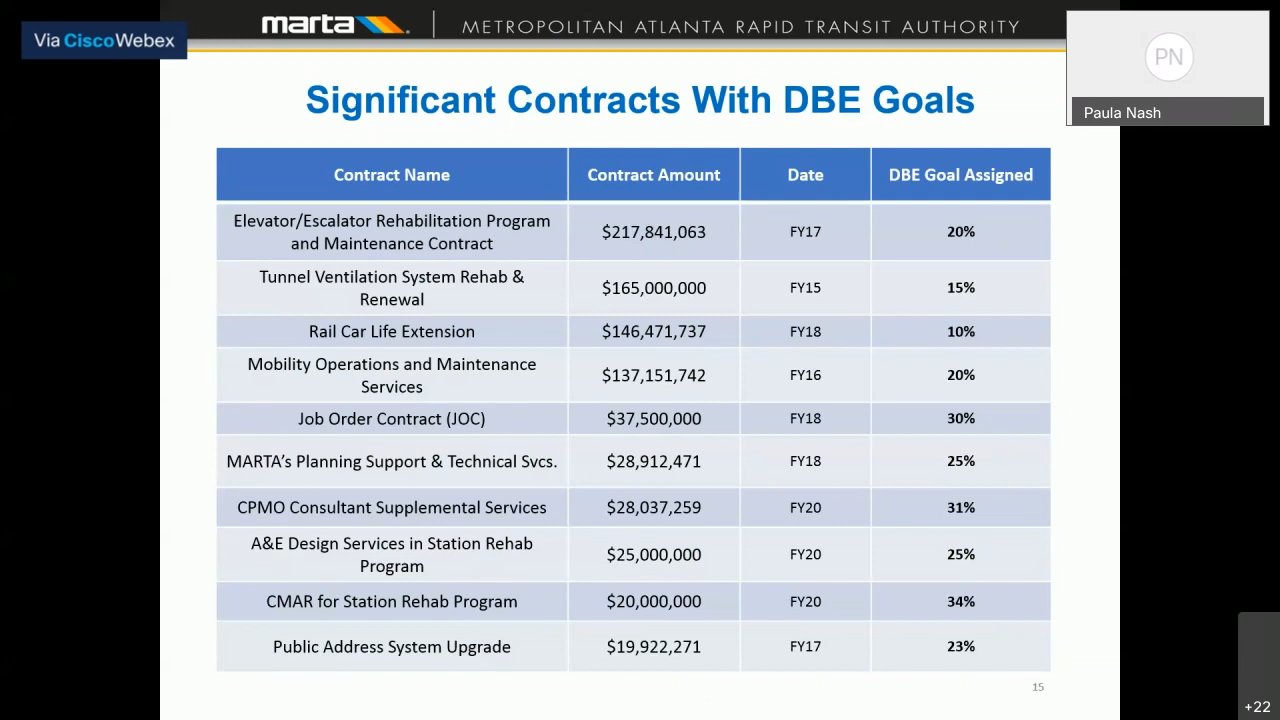 Via CiscoWebex
marta
METROPOLITAN ATLANTA RAPID TRANSIT AUTHORITY
PN
Paula Nash
Significant Contracts With DBE Goals
Contract Name Contract Amount Date DBE Goal Assigned
Elevator/Escalator Rehabilitation Program
and Maintenance Contract
$217,841,063 FY17 20%
Tunnel Ventilation System Rehab &
Renewal
$165,000,000 FY15 15%
Rail Car Life Extension $146,471,737 FY18 10%
Mobility Operations and Maintenance
Services
$137,151,742 FY16 20%
Job Order Contract (JOC) $37,500,000 FY18 30%
MARTA’s Planning Support & Technical Svcs. $28,912,471 FY18 25%
CPMO Consultant Supplemental Services $28,037,259 FY20 31%
A&E Design Services in Station Rehab
Program
$25,000,000 FY20 25%
CMAR for Station Rehab Program $20,000,000 FY20 34%
Public Address System Upgrade $19,922,271 FY17 23%
15
+22